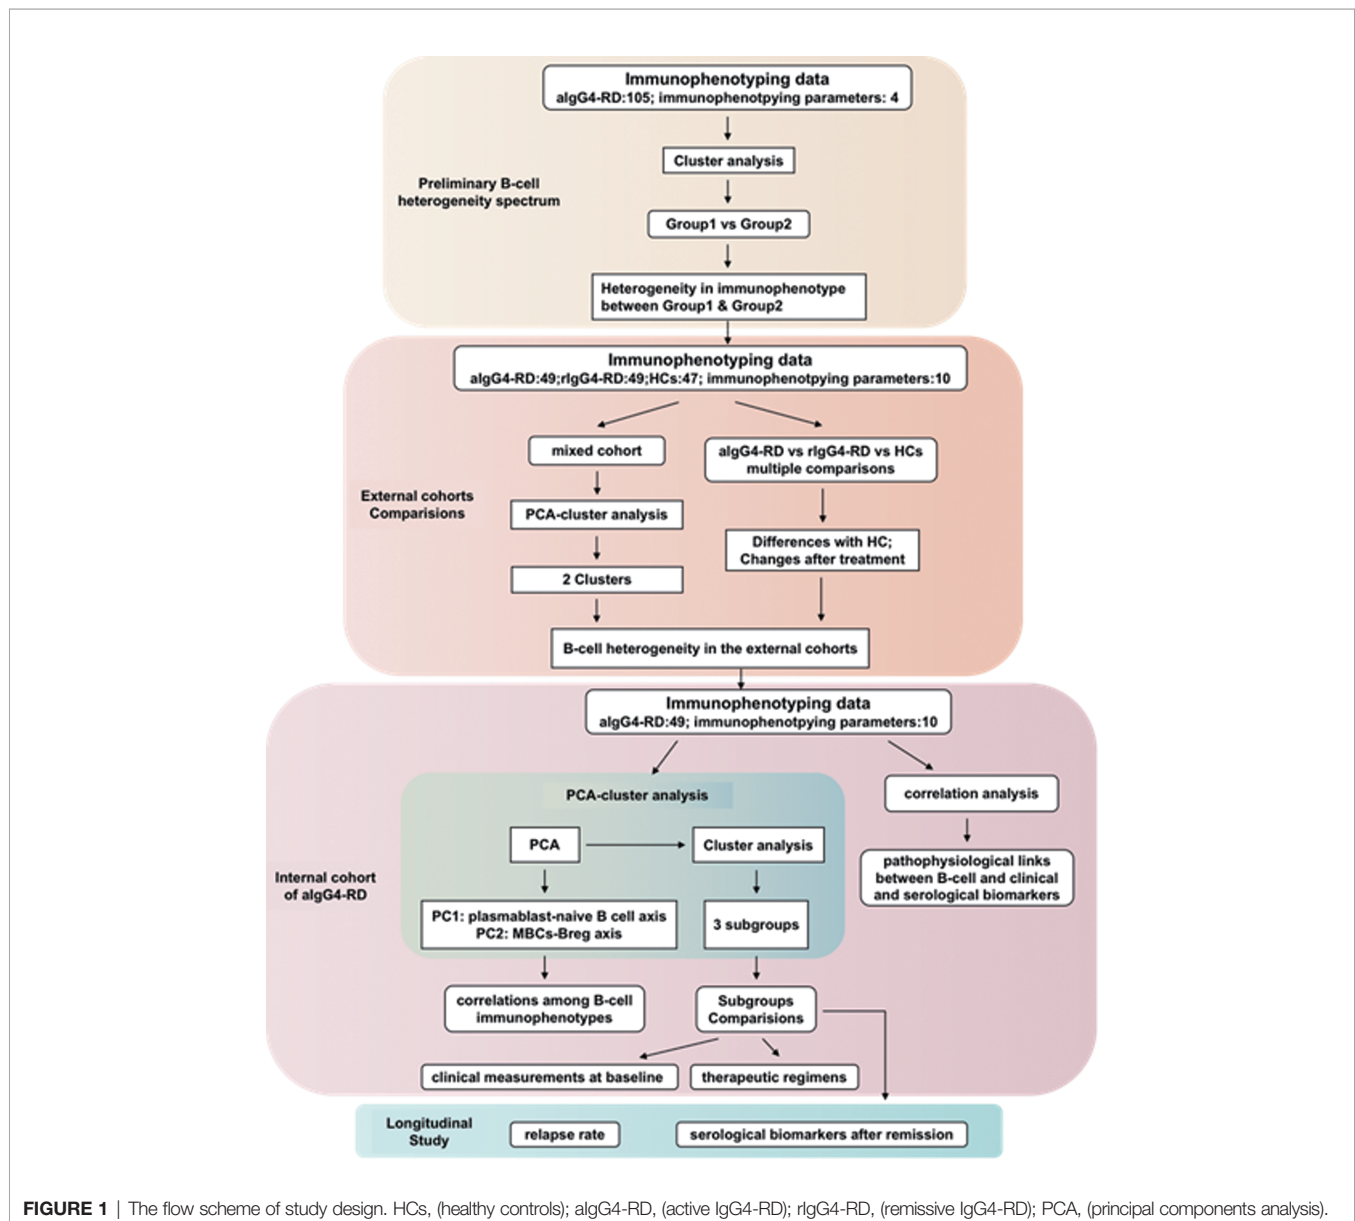 Immunophenotyping data
aIgG4-RD:105; immunophenotpying parameters: 4
Cluster analysis
Preliminary B-cell
heterogeneity spectrum
Group1 vs Group2
Heterogeneity in immunophenotype
between Group1 & Group2
Immunophenotyping data
aIgG4-RD:49;rIgG4-RD:49;HCs:47; immunophenotpying parameters:10
mixed cohort
aIgG4-RD vs rIgG4-RD vs HCs
multiple comparisons
External cohorts
Comparisions
PCA-cluster analysis
Differences with HC;
Changes after treatment
2 Clusters
B-cell heterogeneity in the external cohorts
Immunophenotyping data
aIgG4-RD:49; immunophenotpying parameters:10
PCA-cluster analysis
correlation analysis
PCA
Cluster analysis
pathophysiological links
between B-cell and clinical
and serological biomarkers
Internal cohort
of aIgG4-RD
PC1: plasmablast-naive B cell axis
PC2: MBCs-Breg axis
3 subgroups
correlations among B-cell
immunophenotypes
Subgroups
Comparisions
clinical measurements at baseline
therapeutic regimens
Longitudinal
Study
relapse rate
serological biomarkers after remission
FIGURE 1 | The flow scheme of study design. HCs, (healthy controls); aIgG4-RD, (active IgG4-RD); rIgG4-RD, (remissive IgG4-RD); PCA, (principal components analysis).